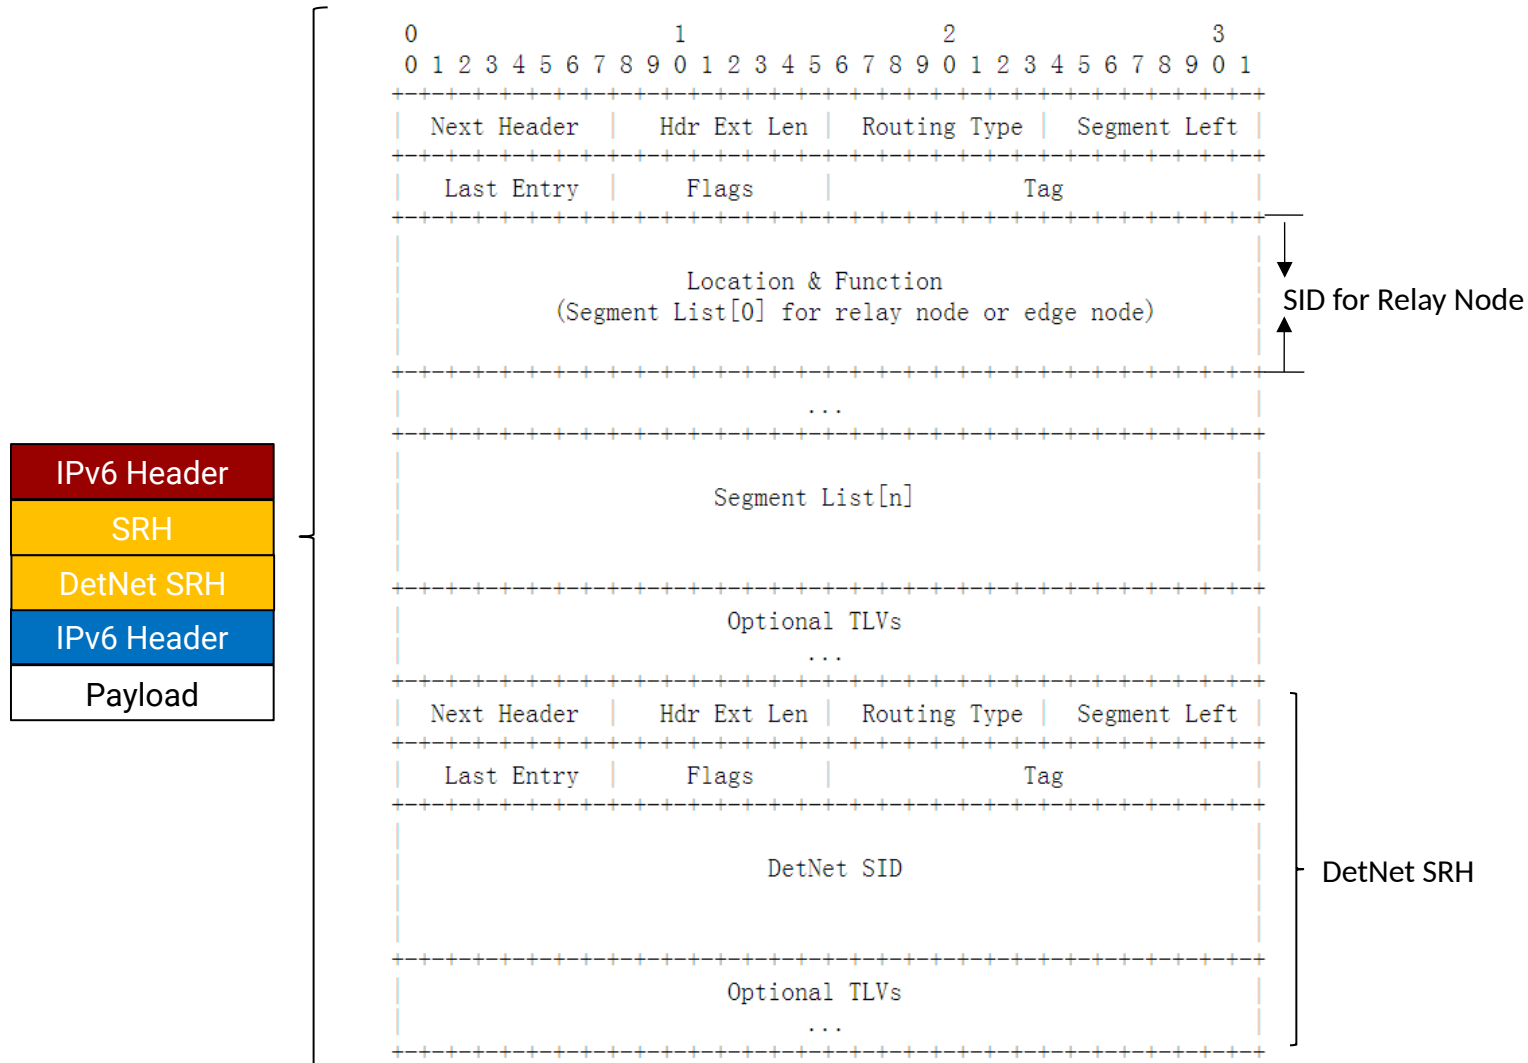 0 1 2 3
0 1 2 3 4 5 6 7 8 9 0 1 2 3 4 5 6 7 8 9 0 1 2 3 4 5 6 7 8 9 0 1
+-+-+-+-+-+-+-+-+-+-+-+-+-+-+-+-+-+-+-+-+-+-+-+-+-+-+-+-+-+-+-+-+
| Next Header | Hdr Ext Len | Routing Type | Segment Left |
+-+-+-+-+-+-+-+-+-+-+-+-+-+-+-+-+-+-+-+-+-+-+-+-+-+-+-+-+-+-+-+-+
| Last Entry | Flags | Tag |
+-+-+-+-+-+-+-+-+-+-+-+-+-+-+-+-+-+-+-+-+-+-+-+-+-+-+-+-+-+-+-+-+
Location & Function
(Segment List[0] for relay node or edge node)
SID for Relay Node
+-+-+-+-+-+-+-+-+-+-+-+-+-+-+-+-+-+-+-+-+-+-+-+-+-+-+-+-+-+-+-+-+
...
+-+-+-+-+-+-+-+-+-+-+-+-+-+-+-+-+-+-+-+-+-+-+-+-+-+-+-+-+-+-+-+-+
Segment List[n]
+-+-+-+-+-+-+-+-+-+-+-+-+-+-+-+-+-+-+-+-+-+-+-+-+-+-+-+-+-+-+-+-+
Optional TLVs
...
+-+-+-+-+-+-+-+-+-+-+-+-+-+-+-+-+-+-+-+-+-+-+-+-+-+-+-+-+-+-+-+-+
| Next Header | Hdr Ext Len | Routing Type | Segment Left |
+-+-+-+-+-+-+-+-+-+-+-+-+-+-+-+-+-+-+-+-+-+-+-+-+-+-+-+-+-+-+-+-+
| Last Entry | Flags | Tag |
+-+-+-+-+-+-+-+-+-+-+-+-+-+-+-+-+-+-+-+-+-+-+-+-+-+-+-+-+-+-+-+-+
DetNet SID
DetNet SRH
+-+-+-+-+-+-+-+-+-+-+-+-+-+-+-+-+-+-+-+-+-+-+-+-+-+-+-+-+-+-+-+-+
Optional TLVs
...
+-+-+-+-+-+-+-+-+-+-+-+-+-+-+-+-+-+-+-+-+-+-+-+-+-+-+-+-+-+-+-+-+
IPv6 Header
SRH
DetNet SRH
IPv6 Header
Payload